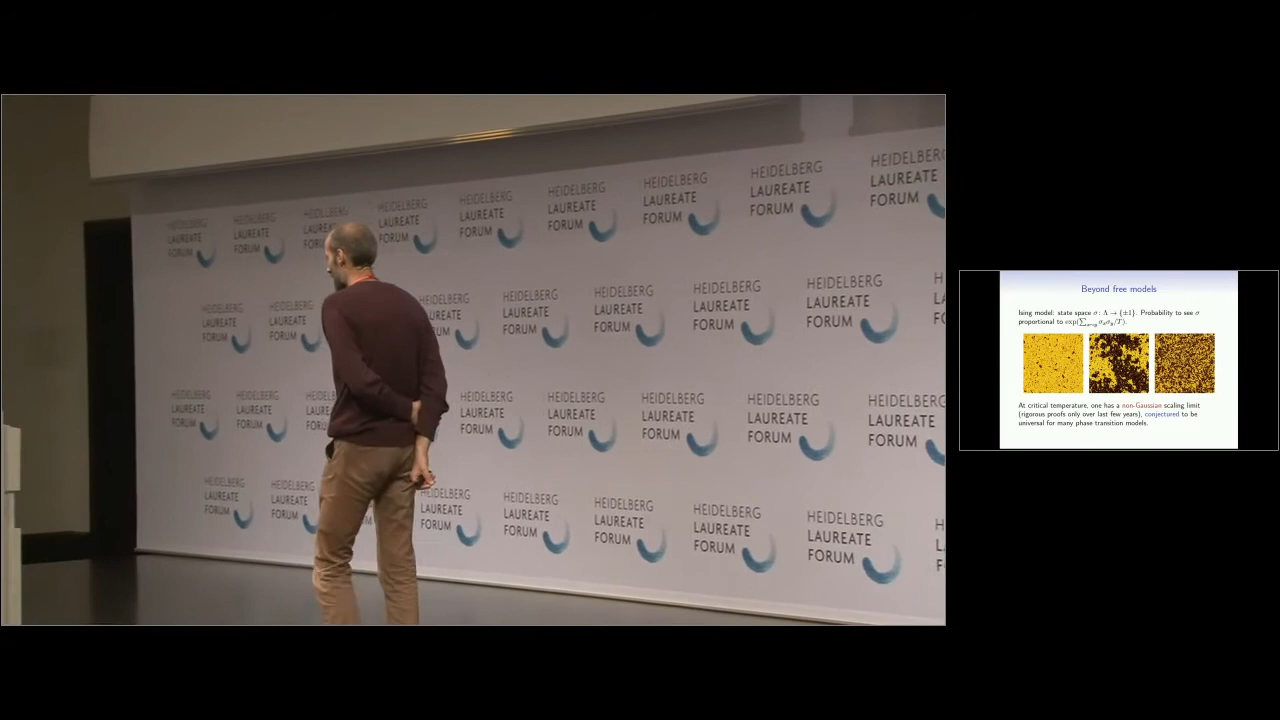 HEIDELBERG
LAUREATE
FORUM
Beyond free models
Ising model: state space σ: Λ → {±1}. Probability to see σ
proportional to exp(∑ₓ∼ᵧ σₓσᵧ/T).
At critical temperature, one has a non-Gaussian scaling limit
(rigorous proofs only over last few years), conjectured to be
universal for many phase transition models.